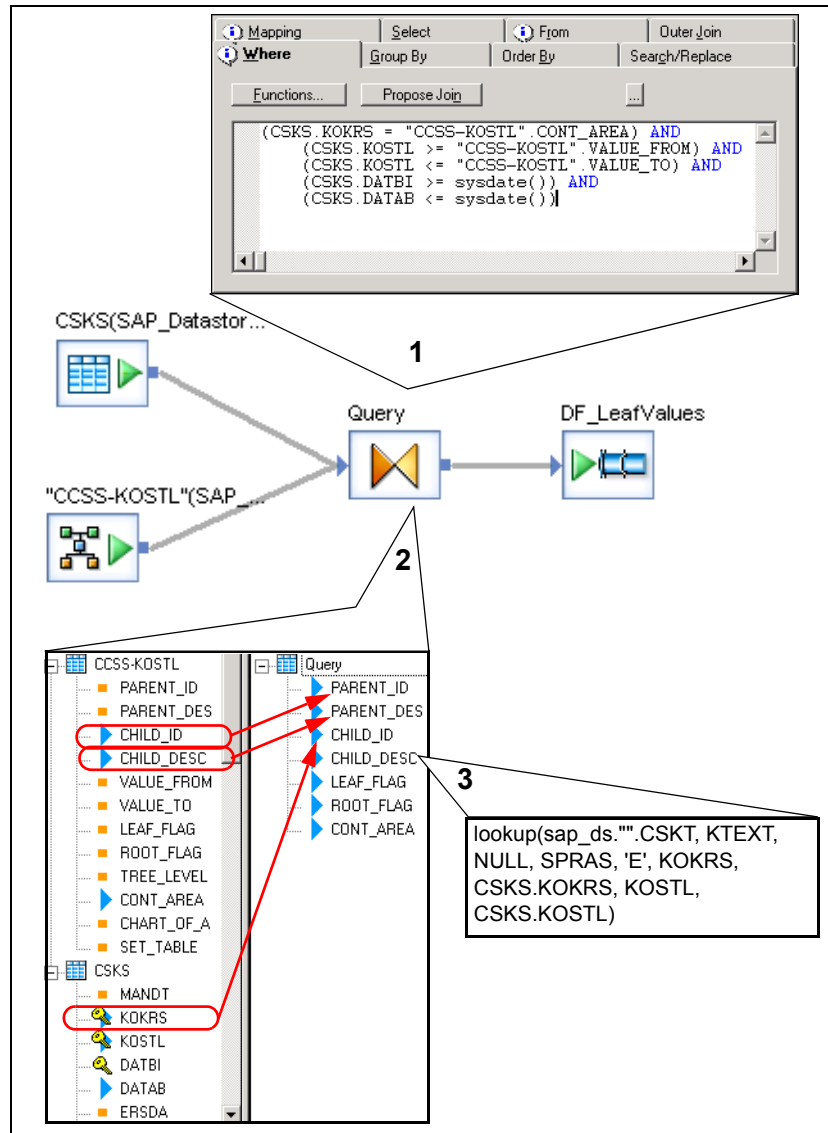 Mapping Select From Outer Join
Where Group By Order By Search/Replace
Functions... Propose Join ...
(CSKS.KOKRS = "CCSS-KOSTL".CONT_AREA) AND
(CSKS.KOSTL >= "CCSS-KOSTL".VALUE_FROM) AND
(CSKS.KOSTL <= "CCSS-KOSTL".VALUE_TO) AND
(CSKS.DATBI >= sysdate()) AND
(CSKS.DATAB <= sysdate())
CSKS(SAP_Datastor...
1
Query
DF_LeafValues
"CCSS-KOSTL"(SAP_...
2
CCSS-KOSTL
PARENT_ID
PARENT_DES
CHILD_ID
CHILD_DESC
VALUE_FROM
VALUE_TO
LEAF_FLAG
ROOT_FLAG
TREE_LEVEL
CONT_AREA
CHART_OF_A
SET_TABLE
CSKS
MANDT
KOKRS
KOSTL
DATBI
DATAB
ERSDA
Query
PARENT_ID
PARENT_DES
CHILD_ID
CHILD_DESC
LEAF_FLAG
ROOT_FLAG
CONT_AREA
3
lookup(sap_ds."".CSKT, KTEXT,
NULL, SPRAS, 'E', KOKRS,
CSKS.KOKRS, KOSTL,
CSKS.KOSTL)